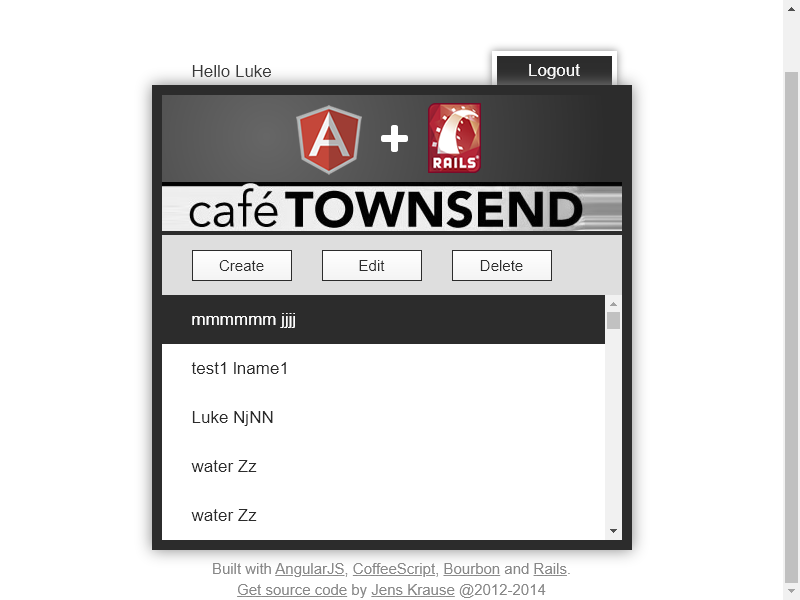 Hello Luke
Logout
A
RAILS
café TOWNSEND
Create Edit Delete
mmmmmm jjjj
test1 lname1
Luke NjNN
water Zz
water Zz
Built with AngularJS, CoffeeScript, Bourbon and Rails.
Get source code by Jens Krause @2012-2014